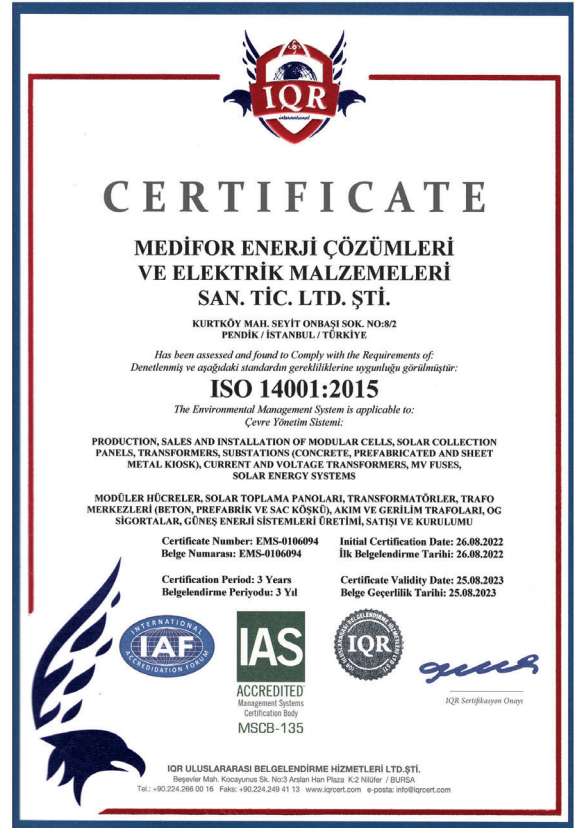 IQR
international
CERTIFICATE
MEDİFOR ENERJİ ÇÖZÜMLERİ
VE ELEKTRİK MALZEMELERİ
SAN. TİC. LTD. ŞTİ.
KURTKÖY MAH. SEYİT ONBAŞI SOK. NO:8/2
PENDİK / İSTANBUL / TÜRKİYE
Has been assessed and found to Comply with the Requirements of:
Denetlenmiş ve aşağıdaki standardın gerekliliklerine uygunluğu görülmüştür:
ISO 14001:2015
The Environmental Management System is applicable to:
Çevre Yönetim Sistemi:
PRODUCTION, SALES AND INSTALLATION OF MODULAR CELLS, SOLAR COLLECTION
PANELS, TRANSFORMERS, SUBSTATIONS (CONCRETE, PREFABRICATED AND SHEET
METAL KIOSK), CURRENT AND VOLTAGE TRANSFORMERS, MV FUSES,
SOLAR ENERGY SYSTEMS
MODÜLER HÜCRELER, SOLAR TOPLAMA PANOLARI, TRANSFORMATÖRLER, TRAFO
MERKEZLERİ (BETON, PREFABRİK VE SAC KÖŞKÜ), AKIM VE GERİLİM TRAFOLARI, OG
SİGORTALAR, GÜNEŞ ENERJİ SİSTEMLERİ ÜRETİMİ, SATIŞI VE KURULUMU
Certificate Number: EMS-0106094
Belge Numarası: EMS-0106094
Initial Certification Date: 26.08.2022
İlk Belgelendirme Tarihi: 26.08.2022
Certification Period: 3 Years
Belgelendirme Periyodu: 3 Yıl
Certificate Validity Date: 25.08.2023
Belge Geçerlilik Tarihi: 25.08.2023
INTERNATIONAL
IAF
ACCREDIDATION FORUM
IAS
ACCREDITED
Management Systems
Certification Body
MSCB-135
IQR
IQR Sertifikasyon Onayı
IQR ULUSLARARASI BELGELENDİRME HİZMETLERİ LTD.ŞTİ.
Beşevler Mah. Kocayunus Sk. No:3 Arslan Han Plaza K:2 Nilüfer / BURSA
Tel.: +90.224.266 00 16 Faks: +90.224.249 41 13 www.iqrcert.com e-posta: info@iqrcert.com